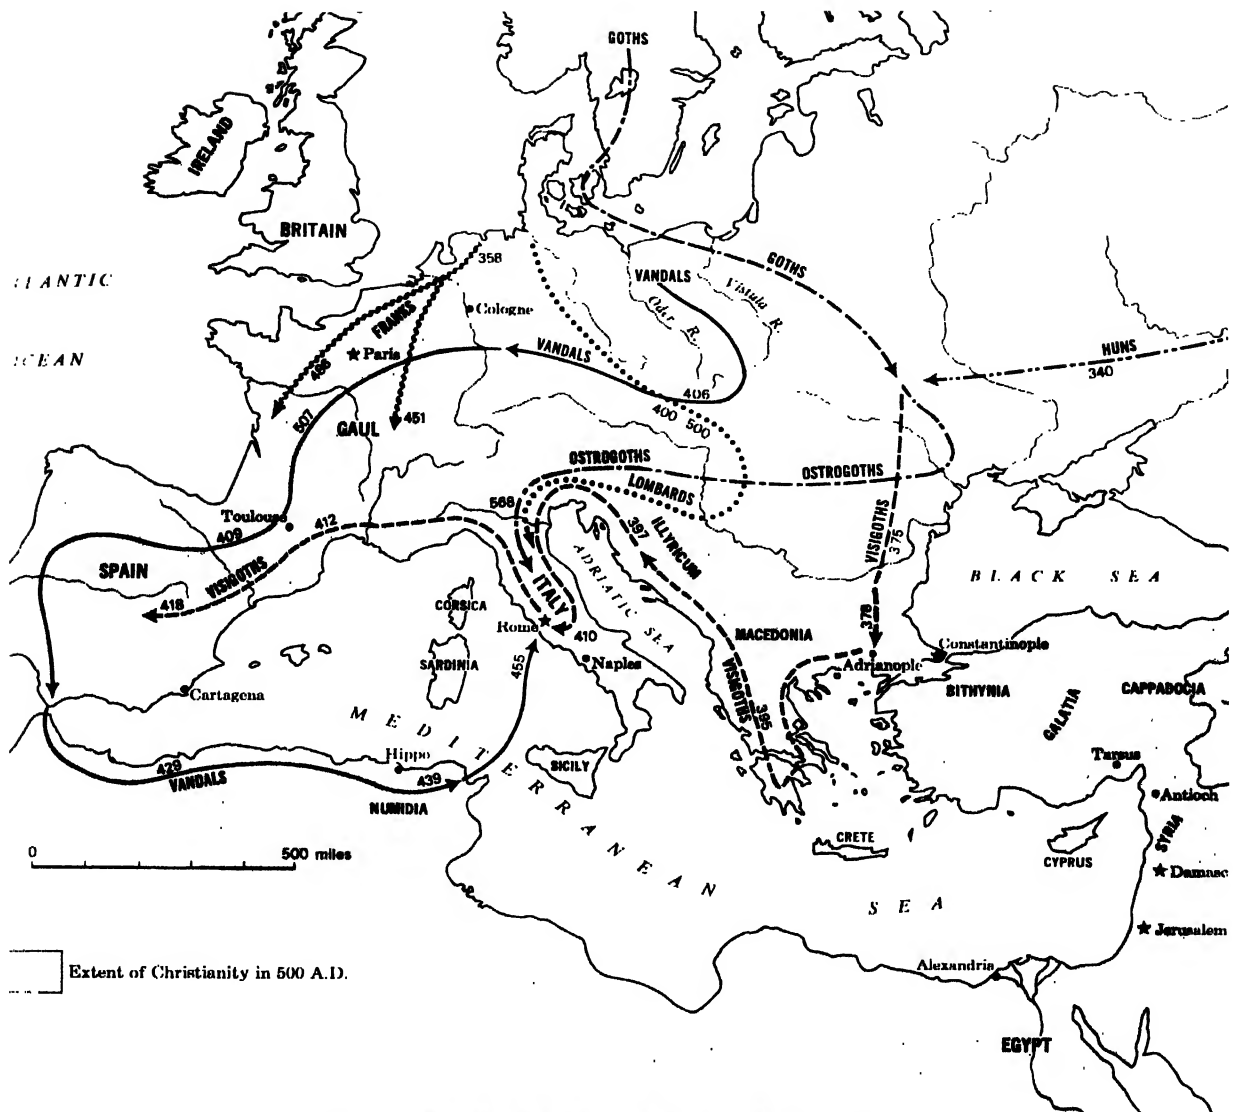 GOTHS
IRELAND
BRITAIN
358
GOTHS
VANDALS
Vistula R.
Oder R.
Cologne
FRANKS
Paris
486
VANDALS
HUNS
340
406
400
500
451
507
GAUL
OSTROGOTHS
OSTROGOTHS
LOMBARDS
568
Toulouse
412
409
397
ILLYRICUM
VISIGOTHS
375
SPAIN
VISIGOTHS
418
ADRIATIC SEA
ITALY
CORSICA
Rome
410
BLACK SEA
378
MACEDONIA
Constantinople
Adrianople
SARDINIA
455
Naples
VISIGOTHS
395
BITHYNIA
CAPPADOCIA
GALATIA
Cartagena
MEDITERRANEAN
SEA
Hippo
429
VANDALS
439
NUMIDIA
SICILY
Tarsus
Antioch
SYRIA
CRETE
CYPRUS
0 500 miles
Jerusalem
Extent of Christianity in 500 A.D.
Alexandria
EGYPT